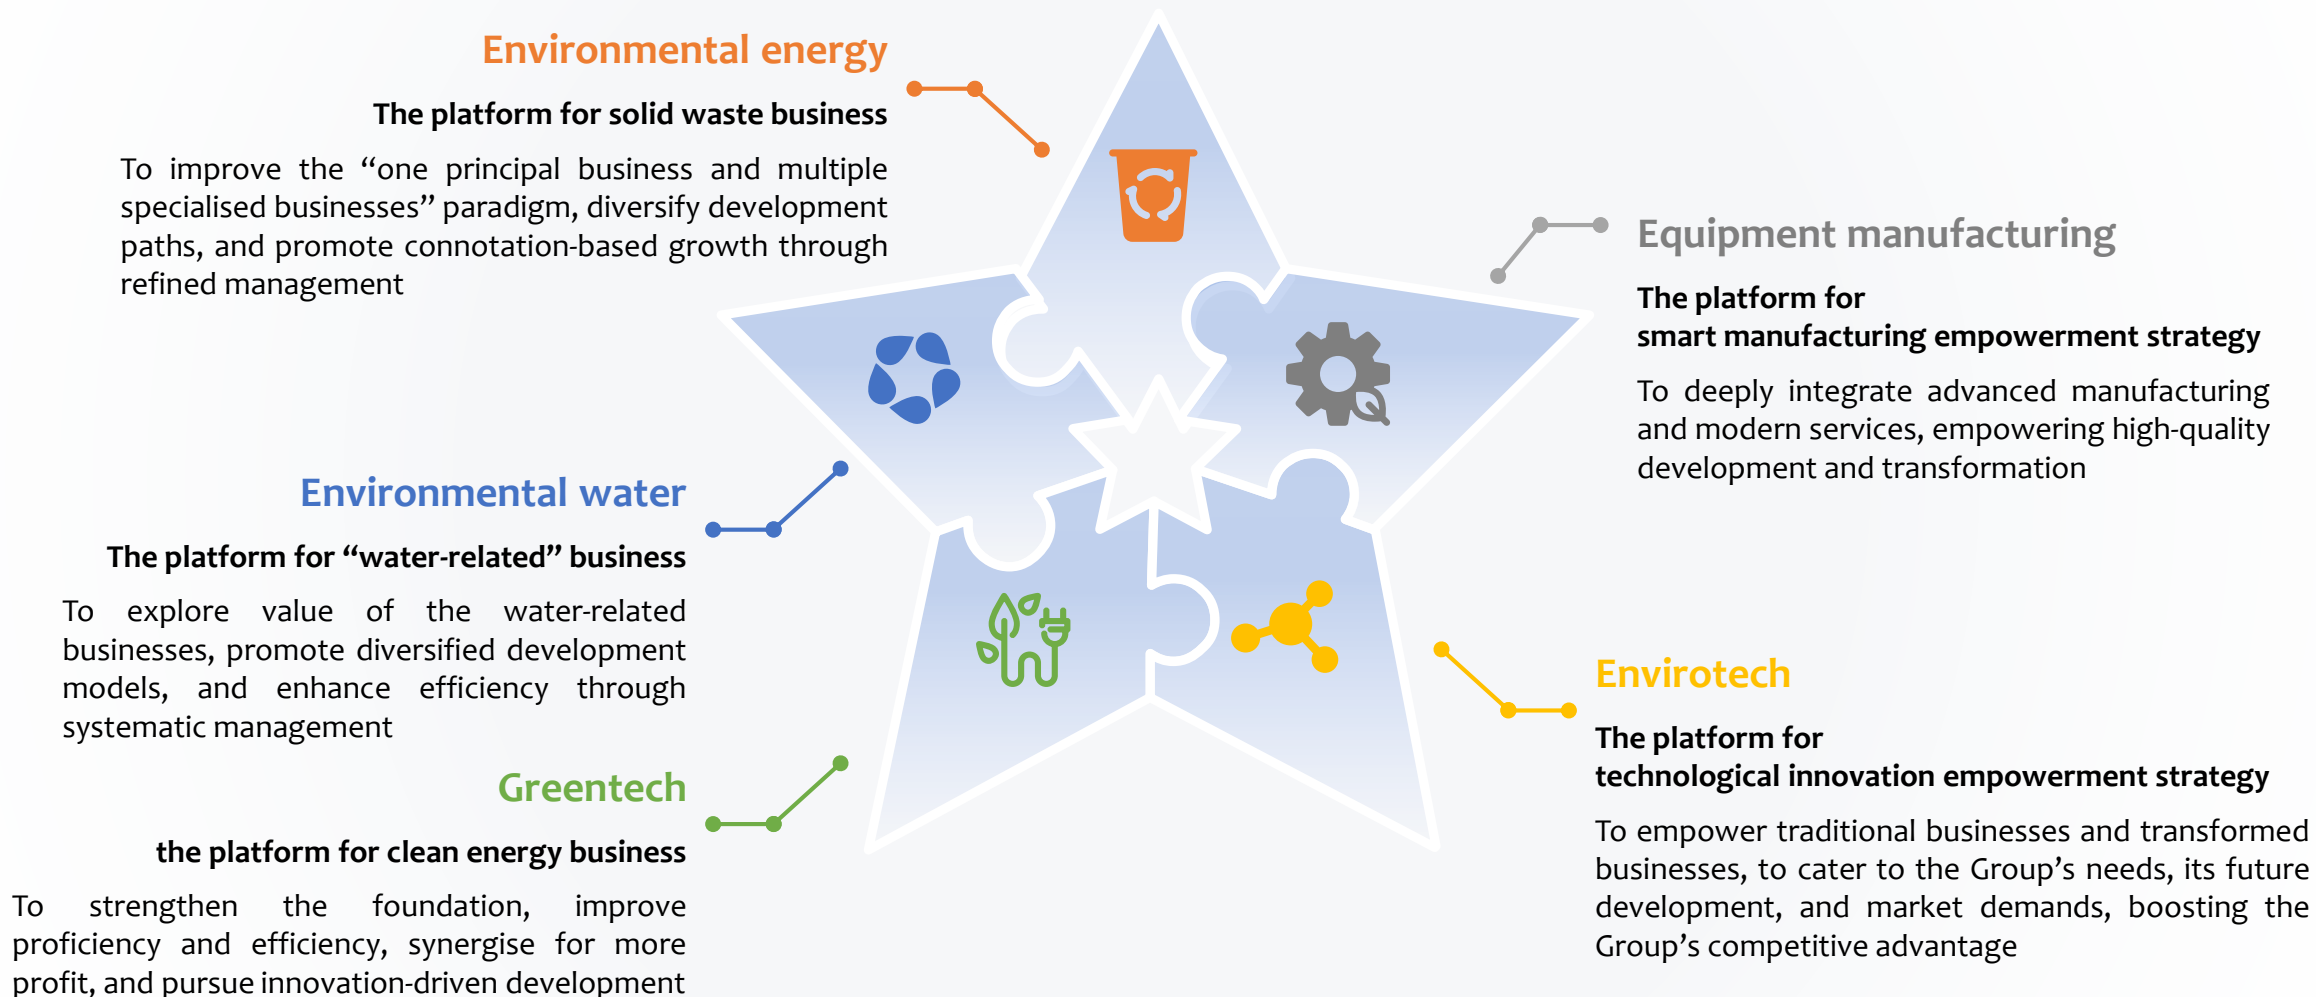 Environmental energy
The platform for solid waste business
To improve the “one principal business and multiple
specialised businesses” paradigm, diversify development
paths, and promote connotation-based growth through
refined management
Equipment manufacturing
The platform for
smart manufacturing empowerment strategy
To deeply integrate advanced manufacturing
and modern services, empowering high-quality
development and transformation
Environmental water
The platform for “water-related” business
To explore value of the water-related
businesses, promote diversified development
models, and enhance efficiency through
systematic management
Envirotech
The platform for
technological innovation empowerment strategy
To empower traditional businesses and transformed
businesses, to cater to the Group’s needs, its future
development, and market demands, boosting the
Group’s competitive advantage
Greentech
the platform for clean energy business
To strengthen the foundation, improve
proficiency and efficiency, synergise for more
profit, and pursue innovation-driven development